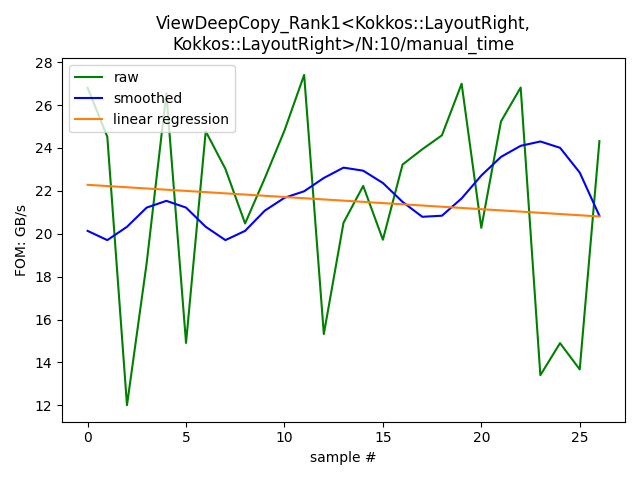 ViewDeepCopy_Rank1<Kokkos::LayoutRight,
Kokkos::LayoutRight>/N:10/manual_time
raw
smoothed
linear regression
FOM: GB/s
28
26
24
22
20
18
16
14
12
0 5 10 15 20 25
sample #